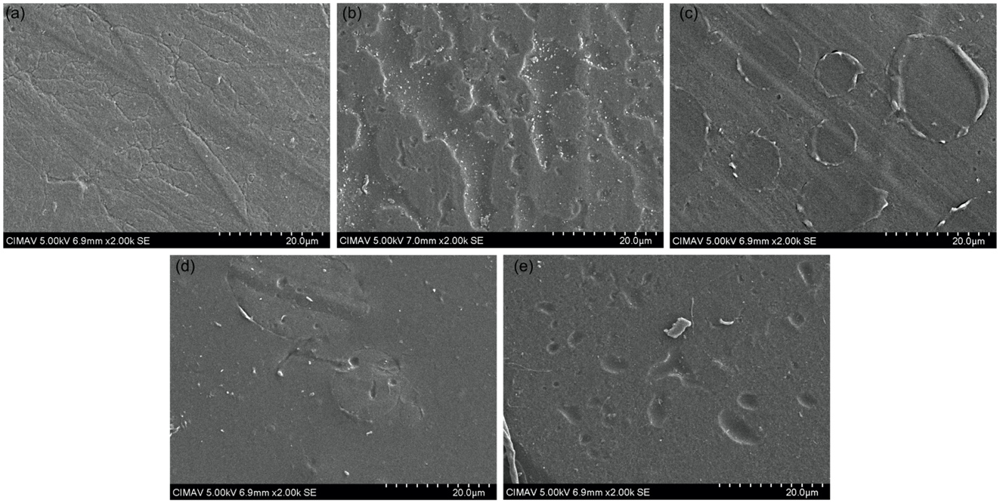 (a)
CIMAV 5.00kV 6.9mm x2.00k SE
20.0µm
(b)
CIMAV 5.00kV 7.0mm x2.00k SE
20.0µm
(c)
CIMAV 5.00kV 6.9mm x2.00k SE
20.0µm
(d)
CIMAV 5.00kV 6.9mm x2.00k SE
20.0µm
(e)
CIMAV 5.00kV 6.9mm x2.00k SE
20.0µm